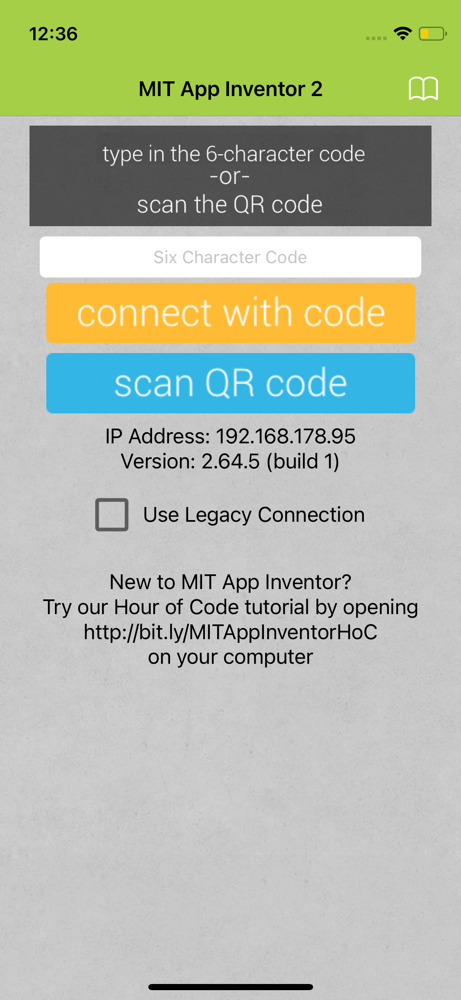 12:36
MIT App Inventor 2
type in the 6-character code
-or-
scan the QR code
Six Character Code
connect with code
scan QR code
IP Address: 192.168.178.95
Version: 2.64.5 (build 1)
Use Legacy Connection
New to MIT App Inventor?
Try our Hour of Code tutorial by opening
http://bit.ly/MITAppInventorHoC
on your computer